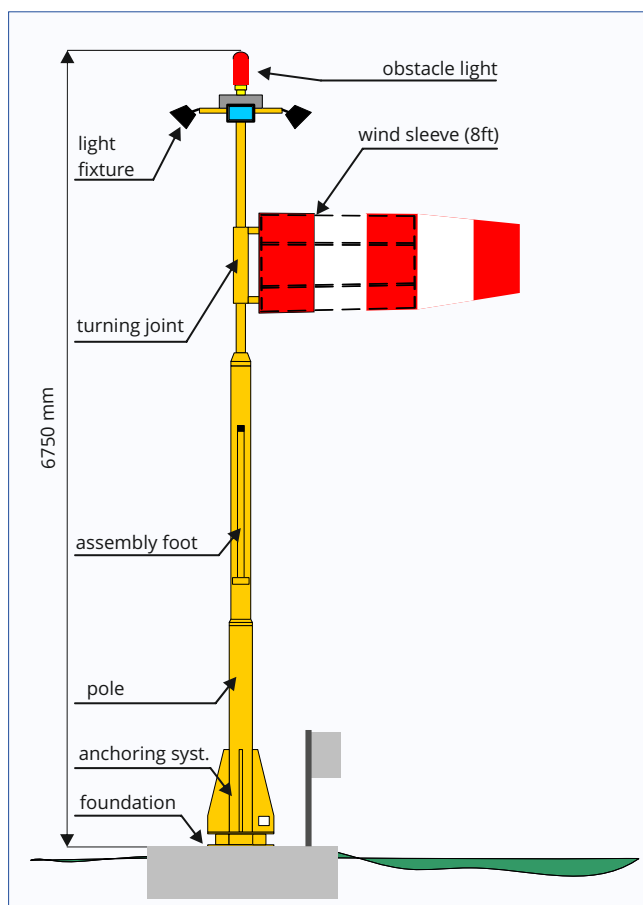 obstacle light
wind sleeve (8ft)
light
fixture
turning joint
6750 mm
assembly foot
pole
anchoring syst.
foundation